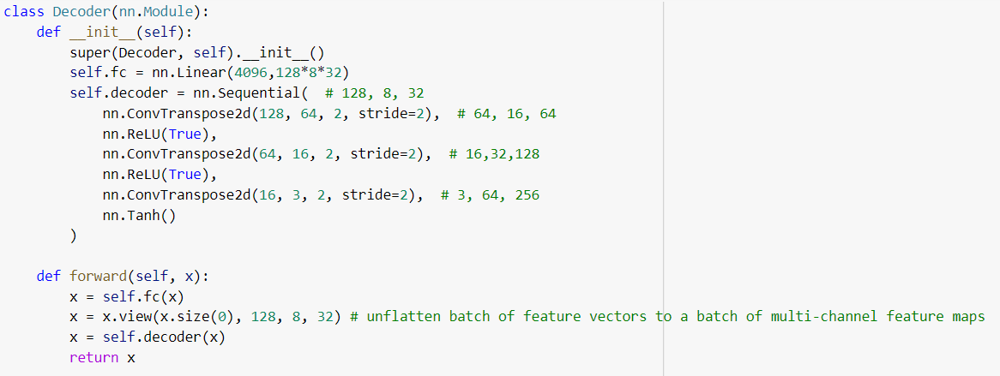 class Decoder(nn.Module):
    def __init__(self):
        super(Decoder, self).__init__()
        self.fc = nn.Linear(4096,128*8*32)
        self.decoder = nn.Sequential(  # 128, 8, 32
            nn.ConvTranspose2d(128, 64, 2, stride=2),  # 64, 16, 64
            nn.ReLU(True),
            nn.ConvTranspose2d(64, 16, 2, stride=2),  # 16,32,128
            nn.ReLU(True),
            nn.ConvTranspose2d(16, 3, 2, stride=2),  # 3, 64, 256
            nn.Tanh()
        )
    def forward(self, x):
        x = self.fc(x)
        x = x.view(x.size(0), 128, 8, 32) # unflatten batch of feature vectors to a batch of multi-channel feature maps
        x = self.decoder(x)
        return x